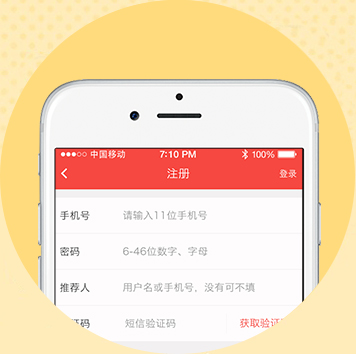 中国移动 7:10 PM 100%
注册 登录
手机号 请输入11位手机号
密码 6-46位数字、字母
推荐人 用户名或手机号，没有可不填
证码 短信验证码 获取验证